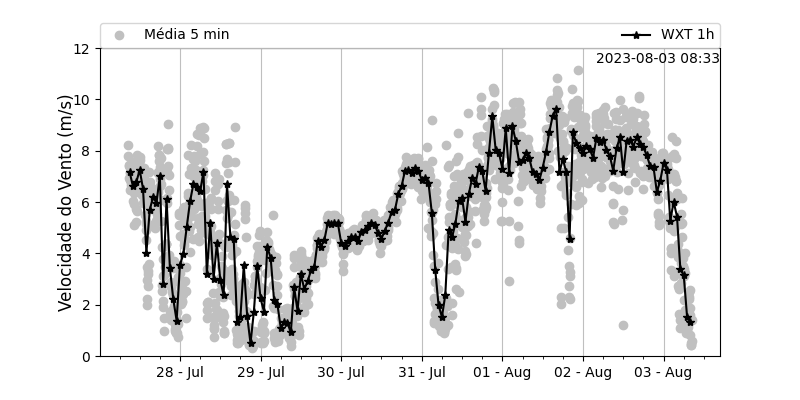 Média 5 min WXT 1h
2023-08-03 08:33
Velocidade do Vento (m/s)
12
10
8
6
4
2
0
28 - Jul 29 - Jul 30 - Jul 31 - Jul 01 - Aug 02 - Aug 03 - Aug